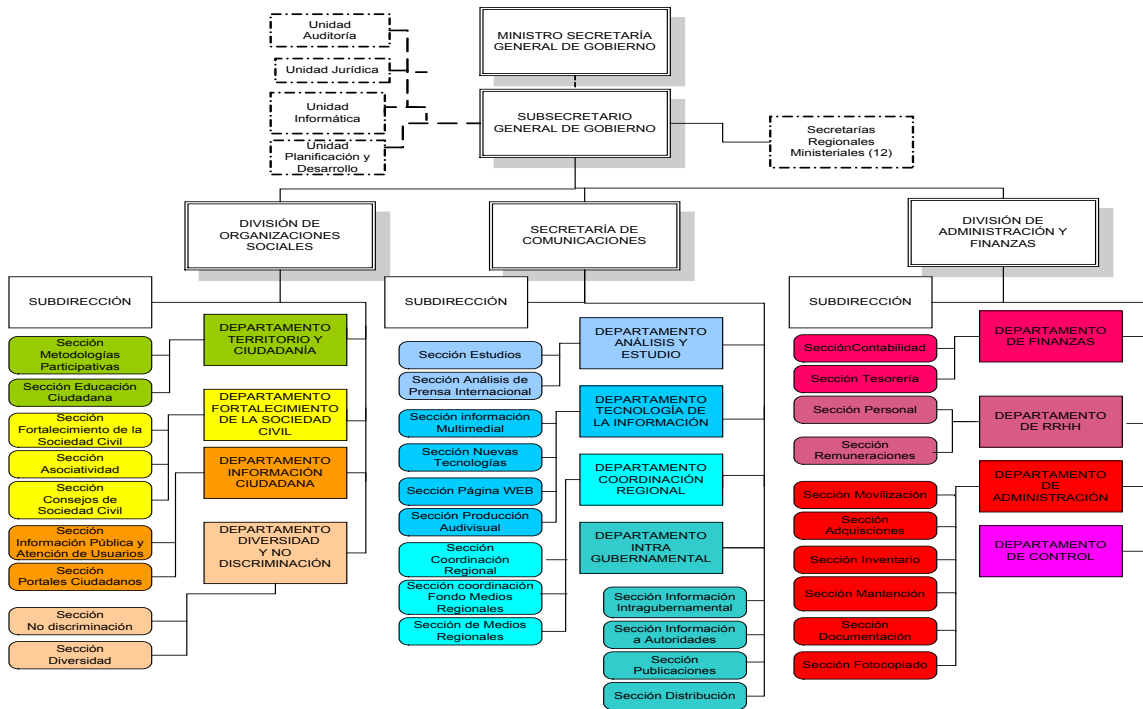 Unidad
Auditoría
Unidad Jurídica
Unidad
Informática
Unidad
Planificación y
Desarrollo
MINISTRO SECRETARÍA
GENERAL DE GOBIERNO
SUBSECRETARIO
GENERAL DE GOBIERNO
Secretarías
Regionales
Ministeriales (12)
DIVISIÓN DE
ORGANIZACIONES
SOCIALES
SECRETARÍA DE
COMUNICACIONES
DIVISIÓN DE
ADMINISTRACIÓN Y
FINANZAS
SUBDIRECCIÓN
DEPARTAMENTO
TERRITORIO Y
CIUDADANÍA
Sección
Metodologías
Participativas
Sección Educación
Ciudadana
DEPARTAMENTO
FORTALECIMIENTO
DE LA SOCIEDAD
CIVIL
Sección
Fortalecimiento de la
Sociedad Civil
Sección
Asociatividad
Sección
Consejos de
Sociedad Civil
DEPARTAMENTO
INFORMACIÓN
CIUDADANA
Sección
Información Pública y
Atención de Usuarios
Sección
Portales Ciudadanos
DEPARTAMENTO
DIVERSIDAD
Y NO
DISCRIMINACIÓN
Sección
No discriminación
Sección
Diversidad
SUBDIRECCIÓN
DEPARTAMENTO
ANÁLISIS Y
ESTUDIO
Sección Estudios
Sección Análisis de
Prensa Internacional
DEPARTAMENTO
TECNOLOGÍA DE
LA INFORMACIÓN
Sección información
Multimedial
Sección Nuevas
Tecnologías
Sección Página WEB
Sección Producción
Audivisual
DEPARTAMENTO
COORDINACIÓN
REGIONAL
Sección
Coordinación
Regional
Sección coordinación
Fondo Medios
Regionales
Sección de Medios
Regionales
DEPARTAMENTO
INTRA
GUBERNAMENTAL
Sección Información
Intragubernamental
Sección Información
a Autoridades
Sección
Publicaciones
Sección Distribución
SUBDIRECCIÓN
DEPARTAMENTO
DE FINANZAS
SecciónContabilidad
Sección Tesorería
DEPARTAMENTO
DE RRHH
Sección Personal
Sección
Remuneraciones
DEPARTAMENTO
DE
ADMINISTRACIÓN
Sección Movilización
Sección
Adquisciones
Sección Inventario
Sección Mantención
Sección
Documentación
Sección Fotocopiado
DEPARTAMENTO
DE CONTROL